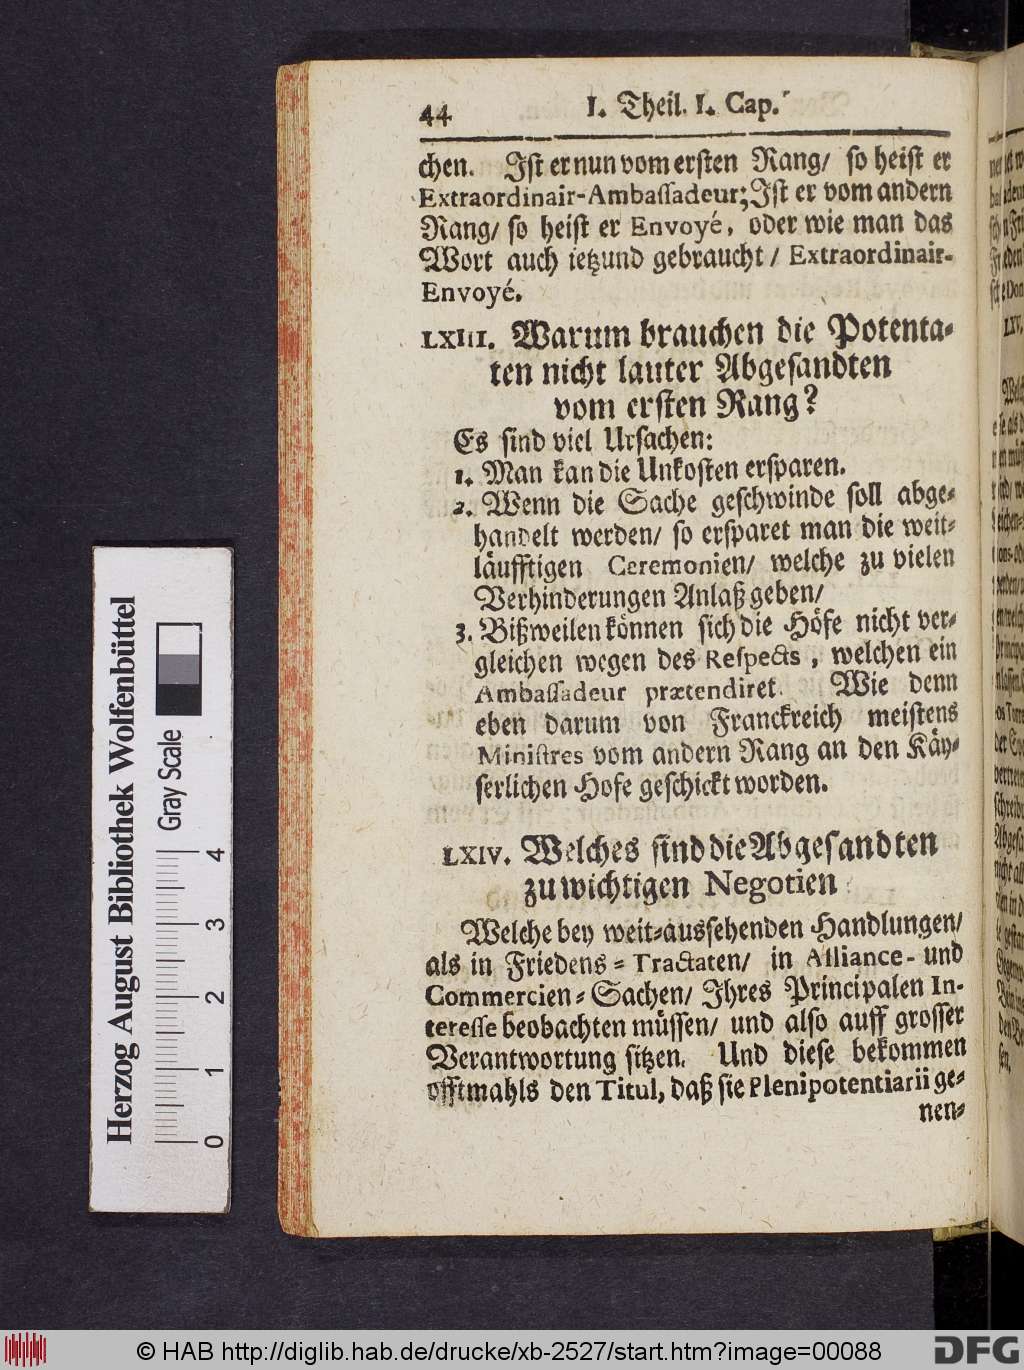 44 I. Theil. I. Cap.
chen. Jſt er nun vom erſten Rang/ ſo heiſt er
Extraordinair-Ambaſſadeur; Jſt er vom andern
Rang/ ſo heiſt er Envoyé, oder wie man das
Wort auch ietzund gebraucht/ Extraordinair-
Envoyé.
LXIII. Warum brauchen die Potenta-
ten nicht lauter Abgeſandten
vom erſten Rang?
Es ſind viel Urſachen:
1. Man kan die Unkoſten erſparen.
2. Wenn die Sache geſchwinde ſoll abge-
handelt werden/ ſo erſparet man die weit-
läufftigen Ceremonien/ welche zu vielen
Verhinderungen Anlaß geben/
3. Bißweilen können ſich die Höfe nicht ver-
gleichen wegen des Reſpects, welchen ein
Ambaſſadeur prætendiret. Wie denn
eben darum von Franckreich meiſtens
Miniſtres vom andern Rang an den Käy-
ſerlichen Hofe geſchickt worden.
LXIV. Welches ſind die Abgeſandten
zu wichtigen Negotien
Welche bey weit-ausſehenden Handlungen/
als in Friedens-Tractaten/ in Alliance- und
Commercien-Sachen/ Jhres Principalen In-
tereſſe beobachten müſſen/ und alſo auff groſſer
Verantwortung ſitzen. Und dieſe bekommen
offtmahls den Titul, daß ſie Plenipotentiarii ge-
nen-
Herzog August Bibliothek Wolfenbüttel
Gray Scale
0 1 2 3 4
© HAB http://diglib.hab.de/drucke/xb-2527/start.htm?image=00088
DFG